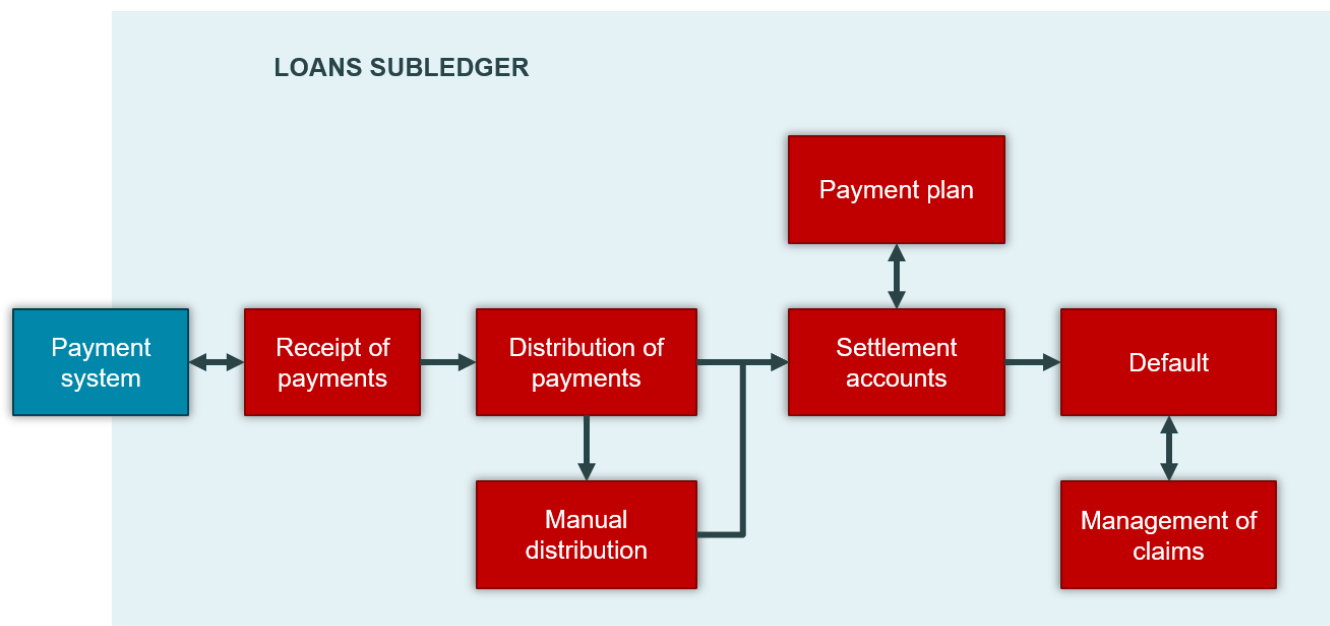 LOANS SUBLEDGER
Payment plan
Payment
system
Receipt of
payments
Distribution of
payments
Settlement
accounts
Default
Manual
distribution
Management of
claims